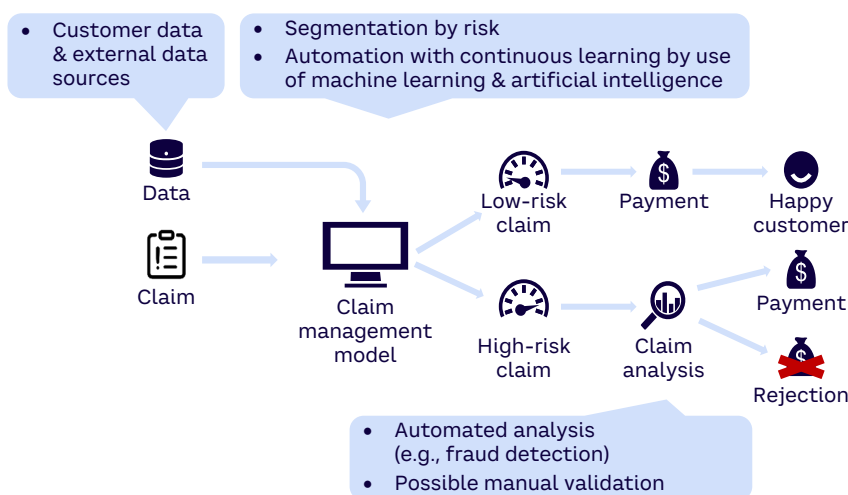 • Customer data
& external data
sources
• Segmentation by risk
• Automation with continuous learning by use
of machine learning & artificial intelligence
Data
Claim
Claim
management
model
Low-risk
claim
$
Payment
Happy
customer
High-risk
claim
Claim
analysis
$
Payment
$
Rejection
• Automated analysis
(e.g., fraud detection)
• Possible manual validation